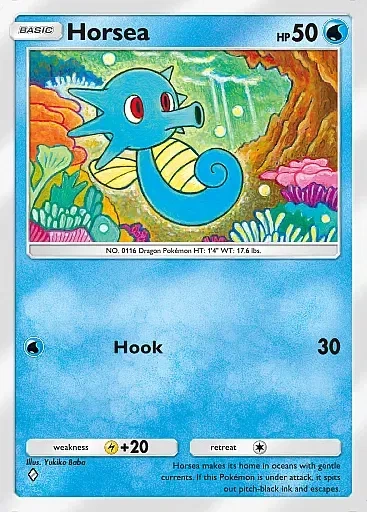 BASIC Horsea HP 50
NO. 0116 Dragon Pokémon HT: 1'4" WT: 17.6 lbs.
Hook 30
weakness +20 retreat
Illus. Yukiko Baba
Horsea makes its home in oceans with gentle
currents. If this Pokémon is under attack, it spits
out pitch-black ink and escapes.